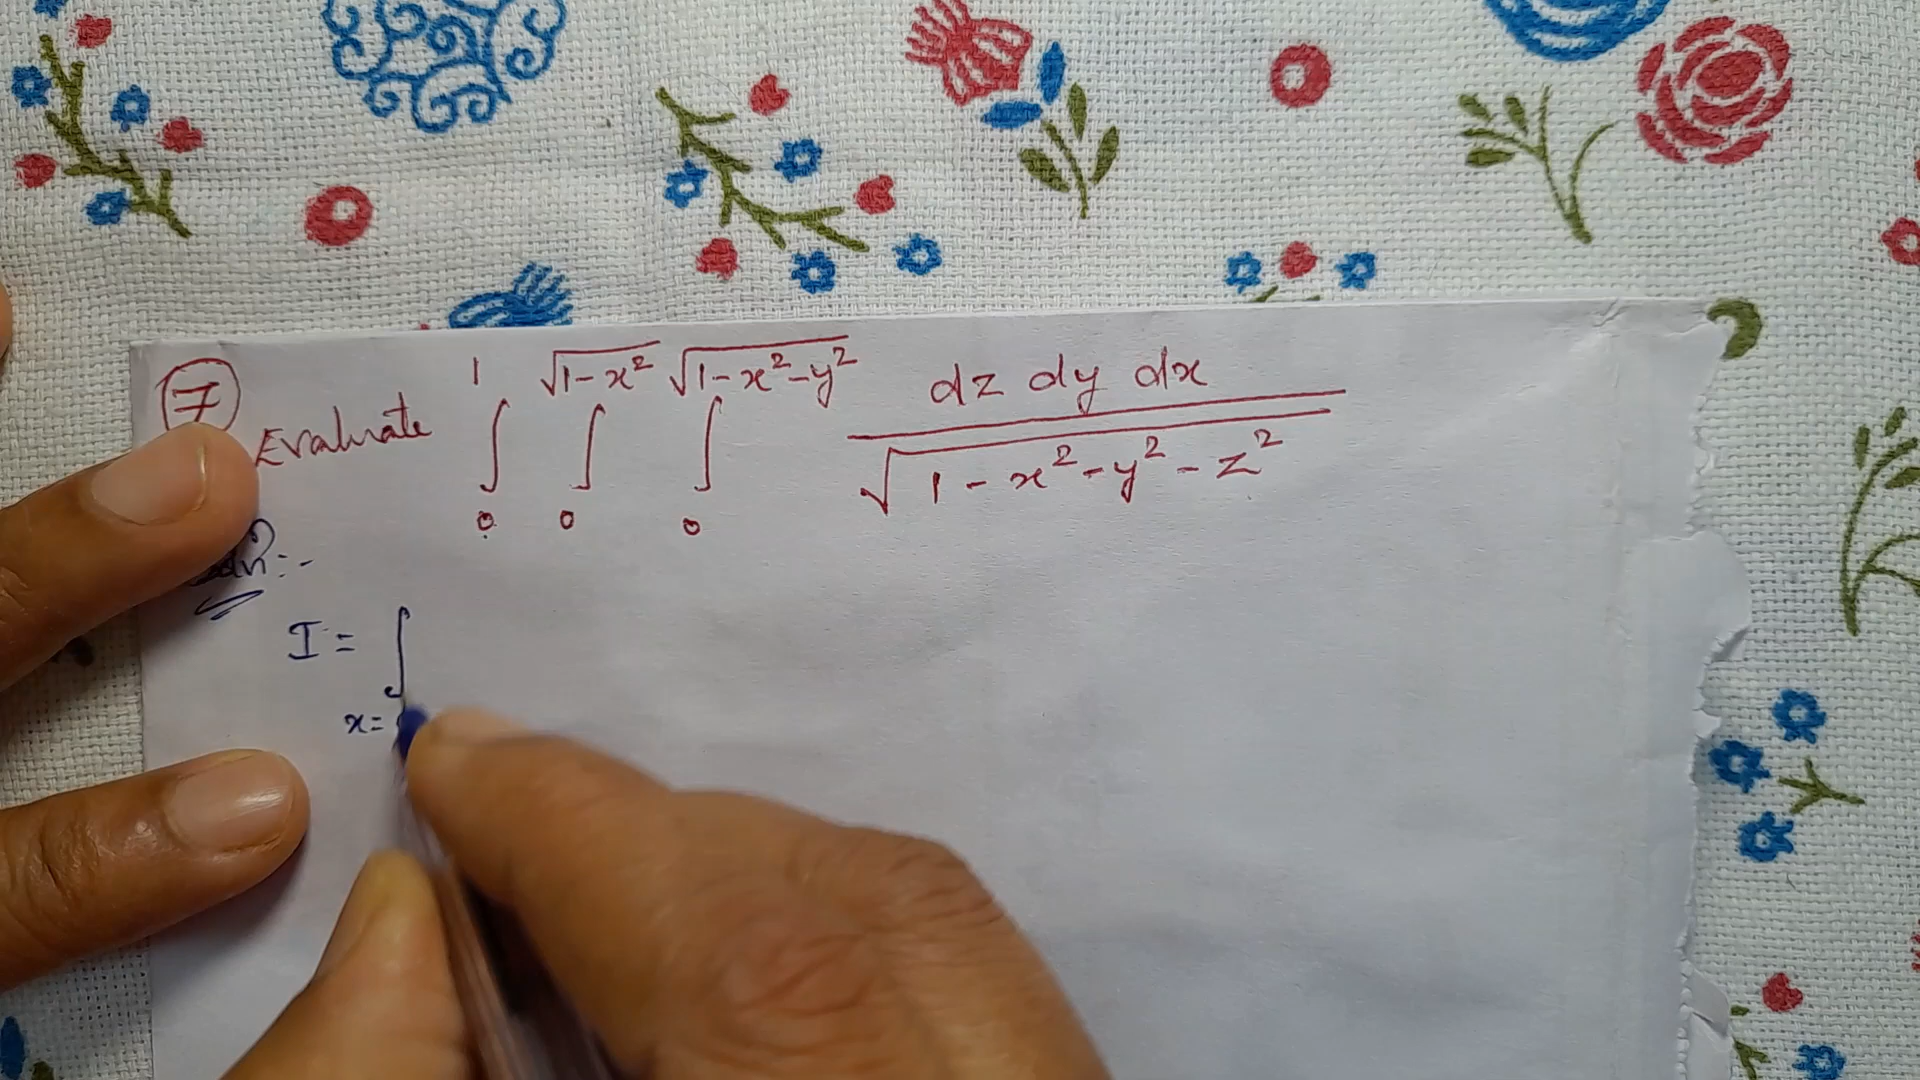 7
Evaluate ∫₀¹ ∫₀^√(1-x²) ∫₀^√(1-x²-y²) dz dy dx / √(1-x²-y²-z²)
I = ∫
x=